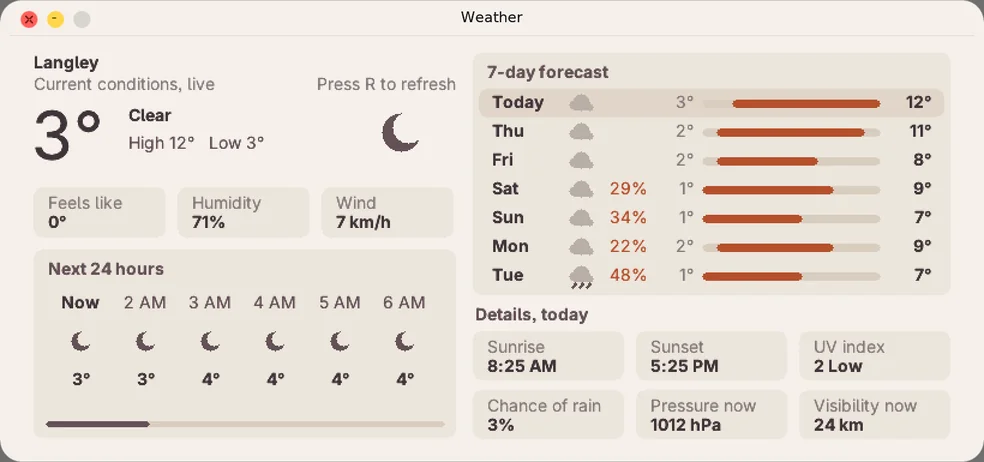 Weather
Langley
Current conditions, live
Press R to refresh
3°
Clear
High 12° Low 3°
Feels like
0°
Humidity
71%
Wind
7 km/h
Next 24 hours
Now 2 AM 3 AM 4 AM 5 AM 6 AM
3° 3° 4° 4° 4° 4°
7-day forecast
Today 3° 12°
Thu 2° 11°
Fri 2° 8°
Sat 29% 1° 9°
Sun 34% 1° 7°
Mon 22% 2° 9°
Tue 48% 1° 7°
Details, today
Sunrise
8:25 AM
Sunset
5:25 PM
UV index
2 Low
Chance of rain
3%
Pressure now
1012 hPa
Visibility now
24 km